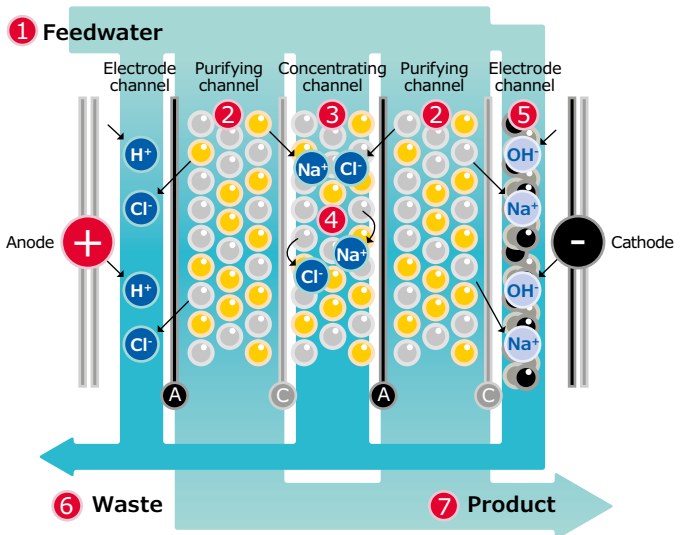 1 Feedwater
Electrode channel
Purifying channel
Concentrating channel
Purifying channel
Electrode channel
2
3
2
5
H⁺
Na⁺
Cl⁻
OH⁻
Cl⁻
Na⁺
4
Anode
+
-
Cathode
Na⁺
Cl⁻
H⁺
OH⁻
Cl⁻
Na⁺
A
C
A
C
6 Waste
7 Product